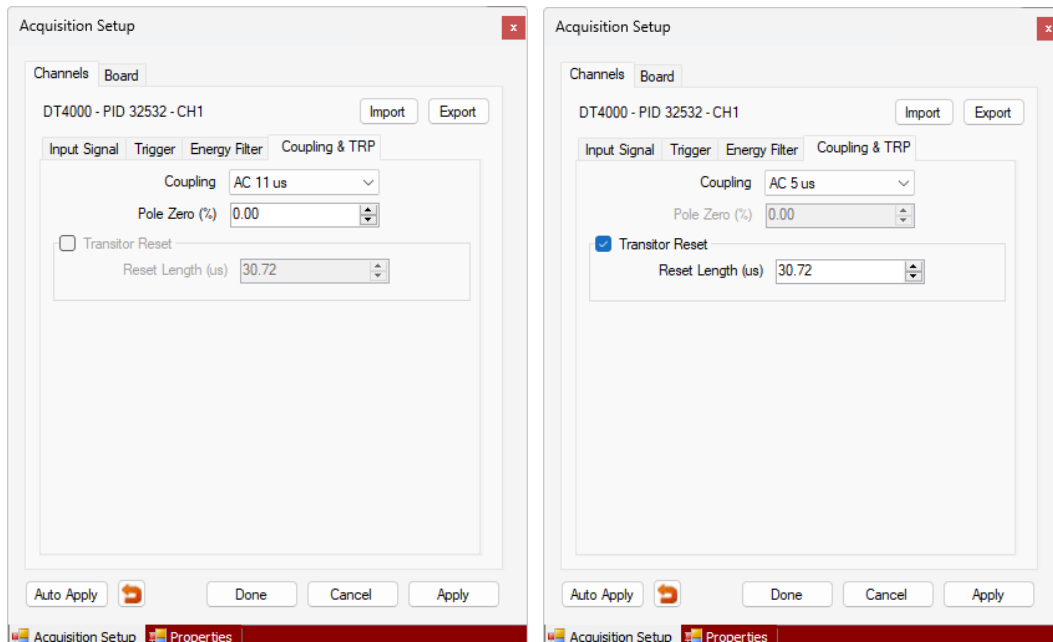 Acquisition Setup
x
Channels Board
DT4000 - PID 32532 - CH1 Import Export
Input Signal Trigger Energy Filter Coupling & TRP
Coupling AC 11 us
Pole Zero (%) 0.00
Transitor Reset
Reset Length (us) 30.72
Auto Apply Done Cancel Apply
Acquisition Setup Properties
Acquisition Setup
x
Channels Board
DT4000 - PID 32532 - CH1 Import Export
Input Signal Trigger Energy Filter Coupling & TRP
Coupling AC 5 us
Pole Zero (%) 0.00
Transitor Reset
Reset Length (us) 30.72
Auto Apply Done Cancel Apply
Acquisition Setup Properties